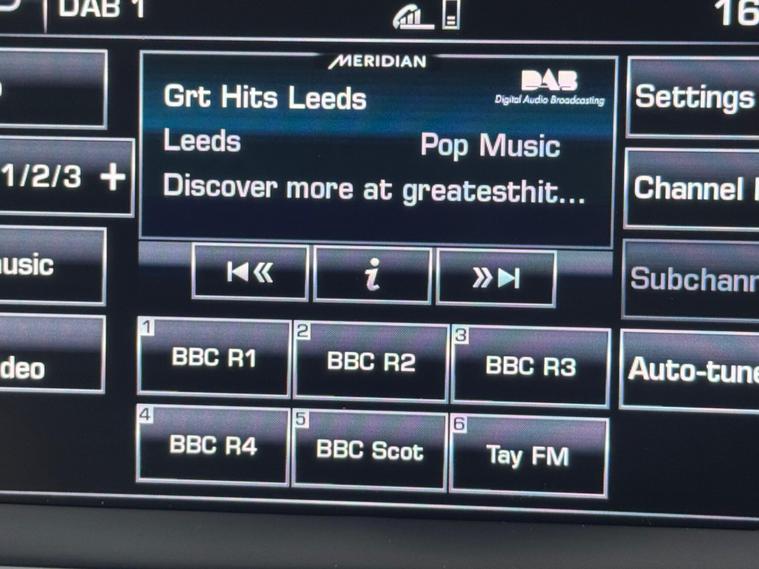 DAB 1
16
MERIDIAN
Grt Hits Leeds
DAB
Digital Audio Broadcasting
Leeds
Pop Music
Discover more at greatesthit...
Settings
1/2/3 +
Channel
i
Subchann
1
BBC R1
2
BBC R2
3
BBC R3
Auto-tune
4
BBC R4
5
BBC Scot
6
Tay FM